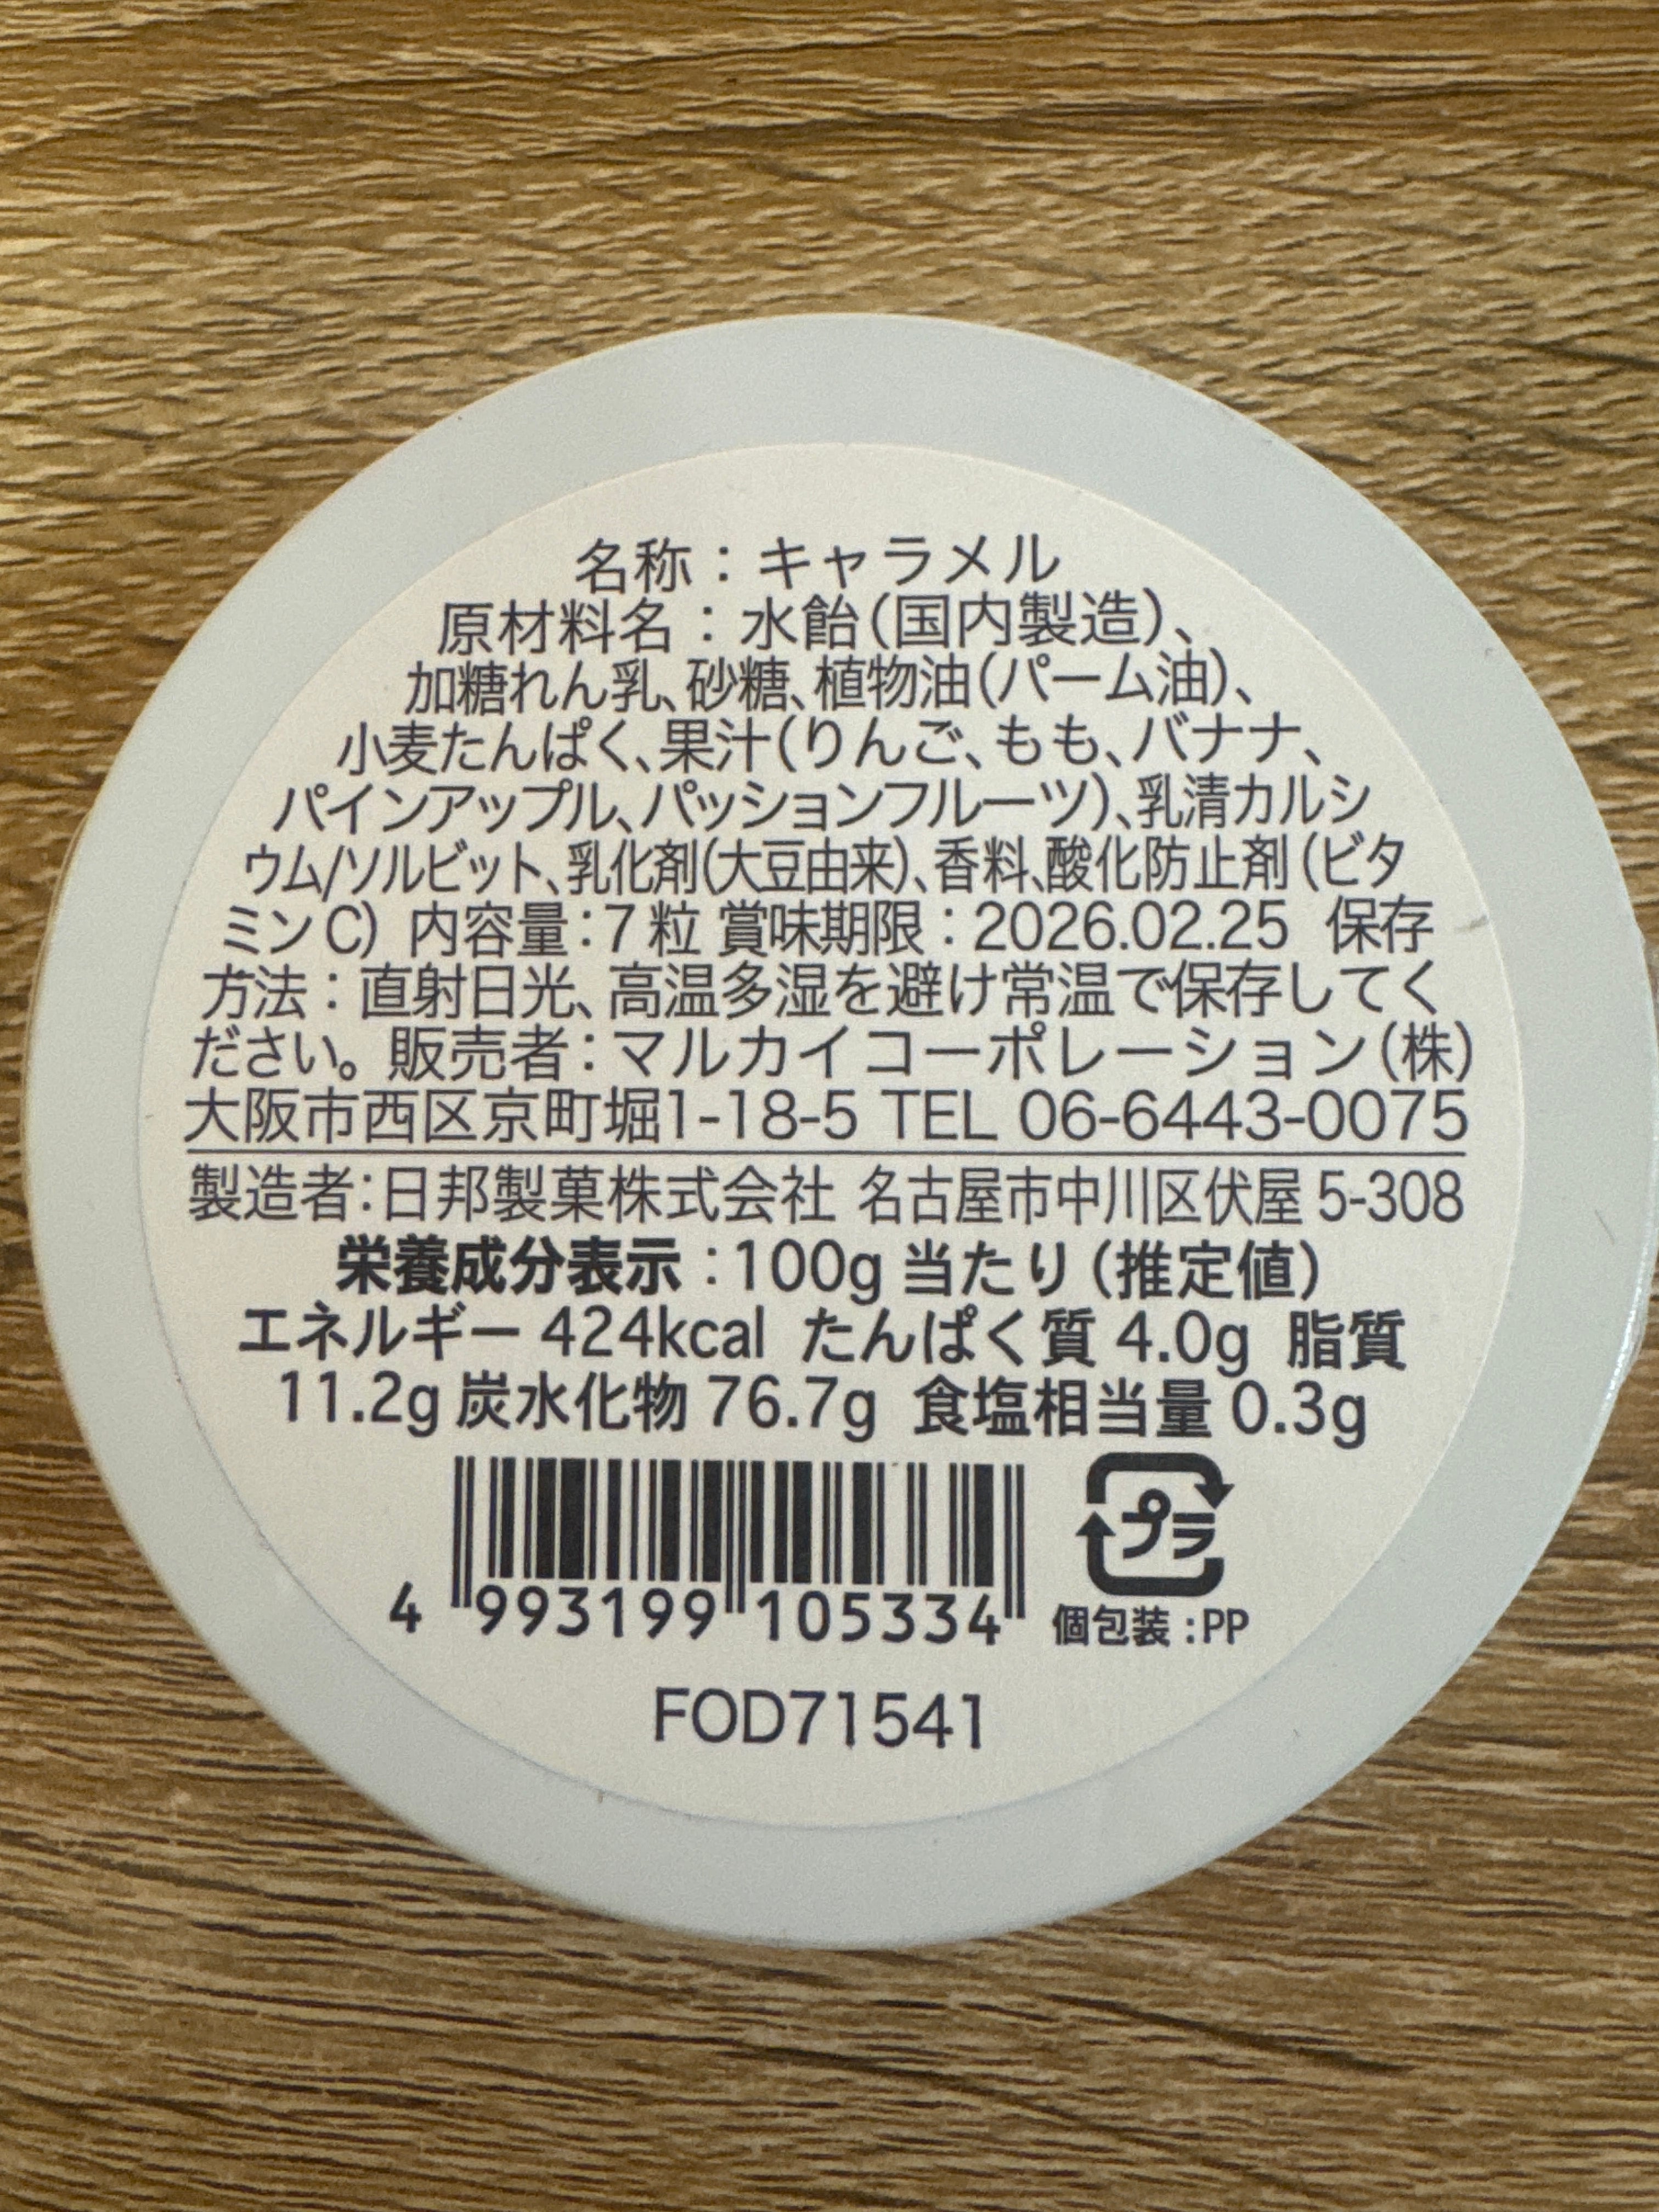 名称：キャラメル
原材料名：水飴(国内製造)、
加糖れん乳、砂糖、植物油(パーム油)、
小麦たんぱく、果汁(りんご、もも、バナナ、
パインアップル、パッションフルーツ)、乳清カルシ
ウム/ソルビット、乳化剤(大豆由来)、香料、酸化防止剤(ビタ
ミンC) 内容量:7粒 賞味期限：2026.02.25 保存
方法：直射日光、高温多湿を避け常温で保存してく
ださい。販売者：マルカイコーポレーション(株)
大阪市西区京町堀1-18-5 TEL 06-6443-0075
製造者:日邦製菓株式会社 名古屋市中川区伏屋 5-308
栄養成分表示：100g 当たり(推定値)
エネルギー 424kcal たんぱく質 4.0g 脂質
11.2g 炭水化物 76.7g 食塩相当量 0.3g
4 993199 105334
プラ
個包装:PP
FOD71541